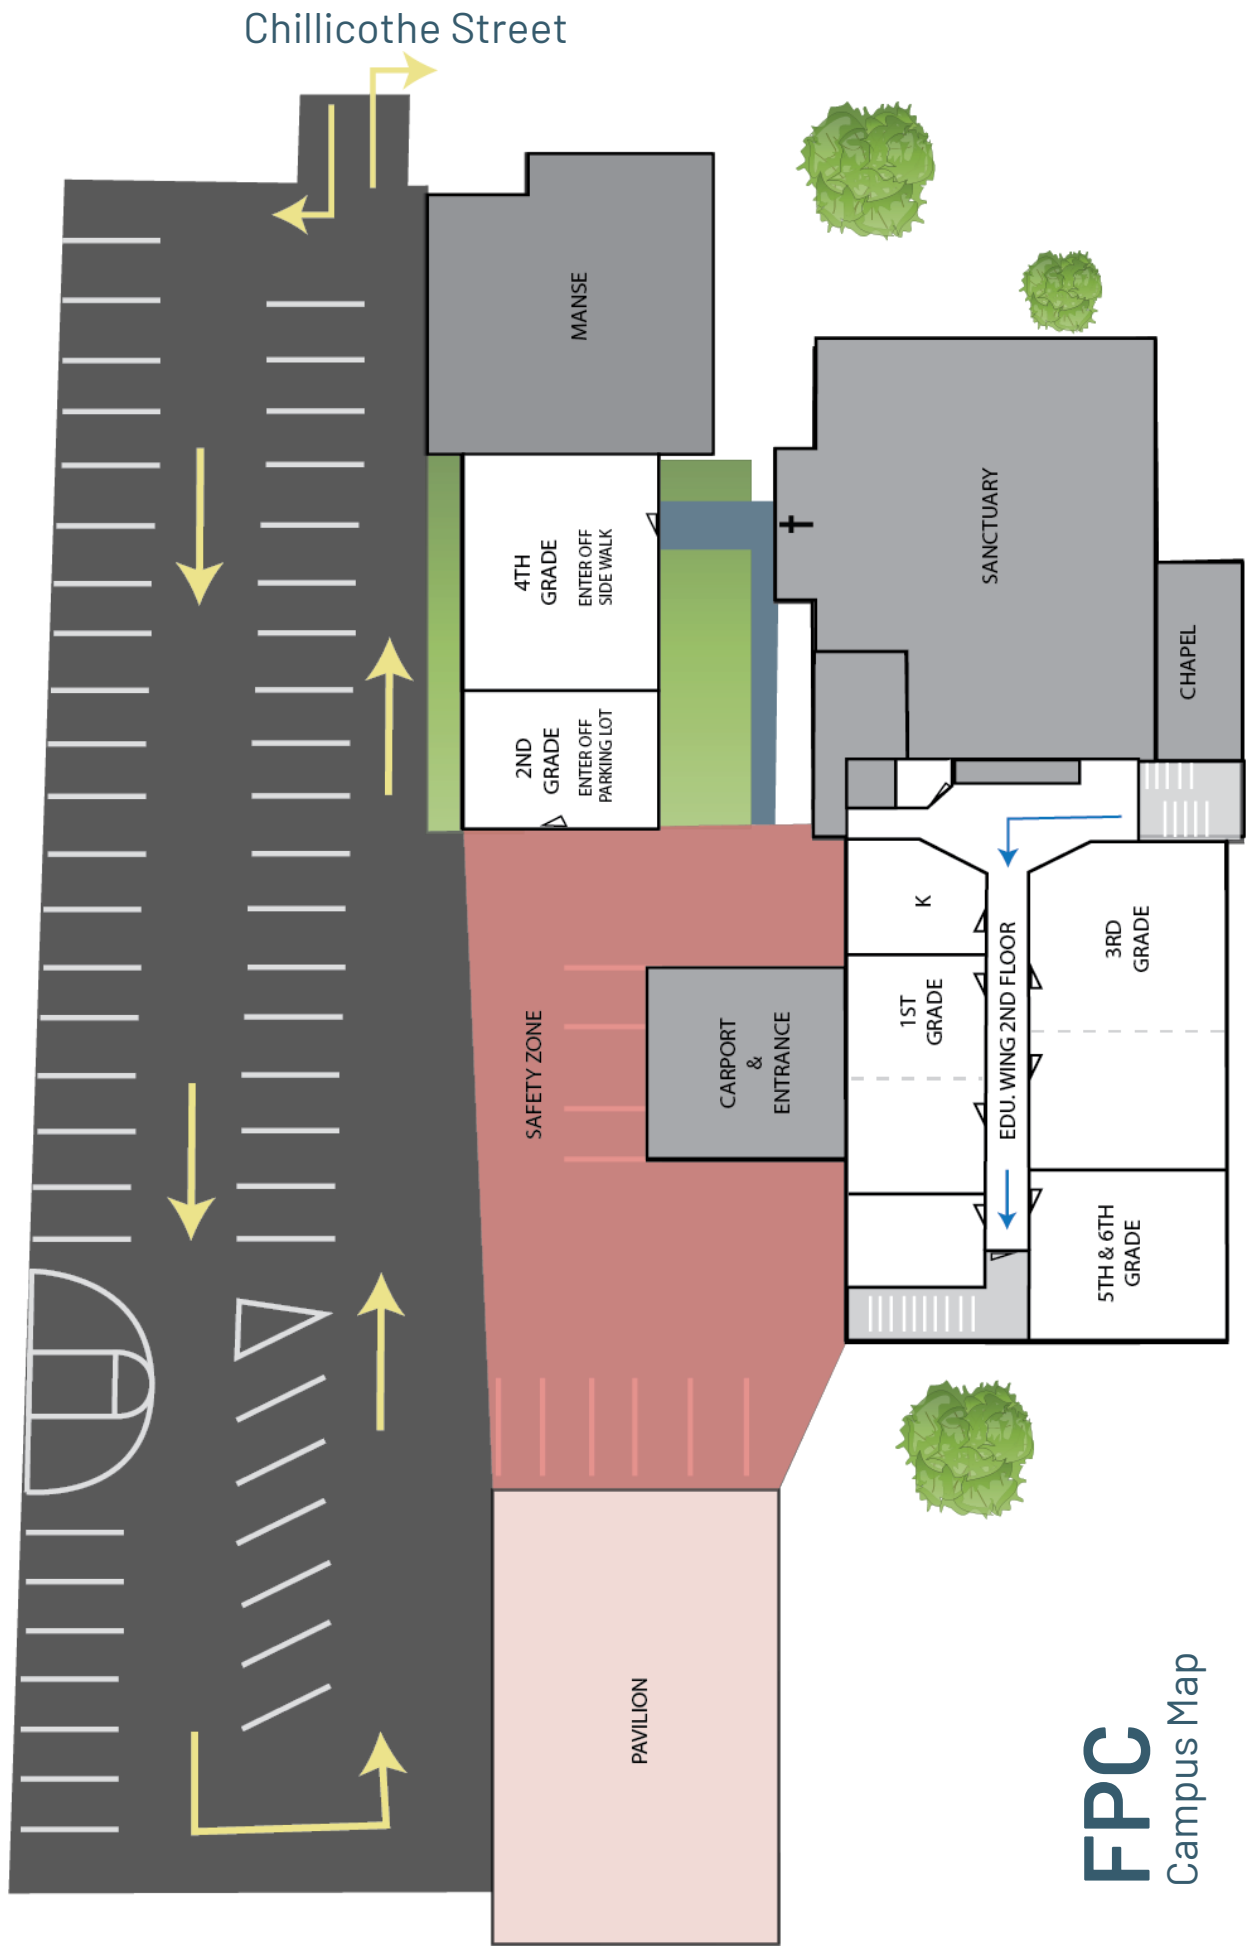 Chillicothe Street
MANSE
4TH
GRADE
ENTER OFF
SIDE WALK
2ND
GRADE
ENTER OFF
PARKING LOT
SANCTUARY
CHAPEL
K
1ST
GRADE
EDU. WING 2ND FLOOR
3RD
GRADE
5TH & 6TH
GRADE
SAFETY ZONE
CARPORT
&
ENTRANCE
PAVILION
FPC
Campus Map